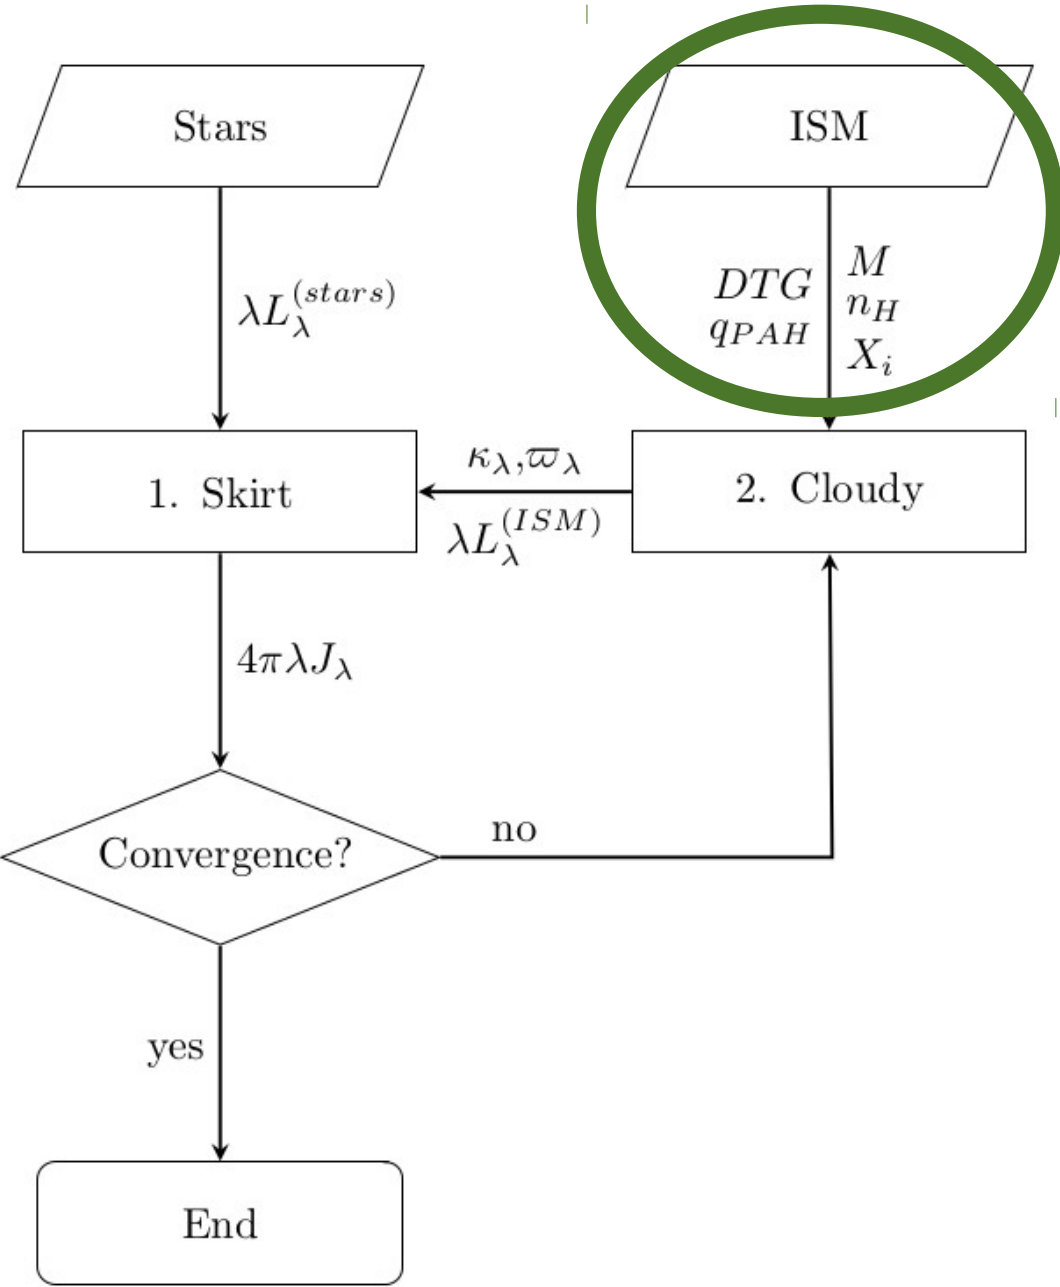 Stars
ISM
λL_λ^(stars)
DTG
q_PAH
M
n_H
X_i
1. Skirt
κ_λ,ϖ_λ
λL_λ^(ISM)
2. Cloudy
4πλJ_λ
Convergence?
no
yes
End